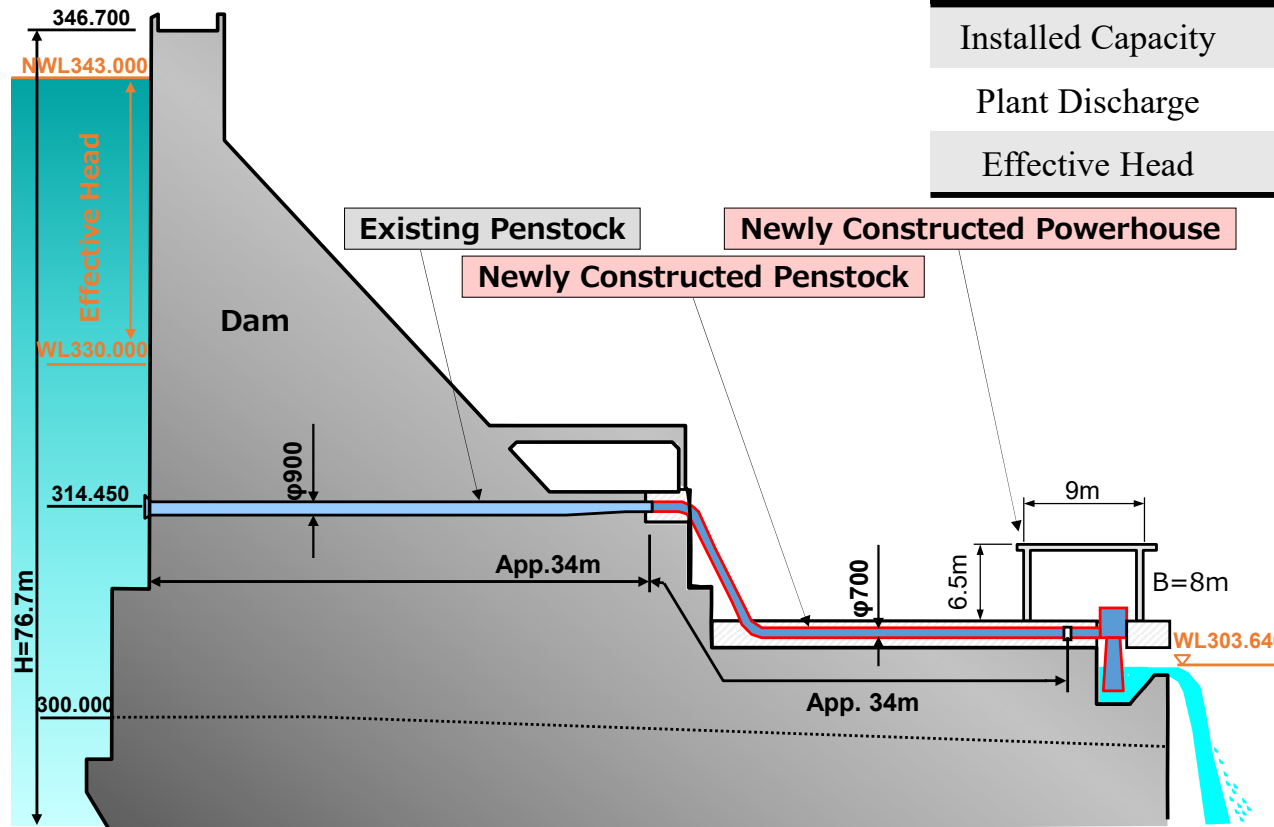 346.700
Installed Capacity
NWL343.000
Plant Discharge
Effective Head
Effective Head
Existing Penstock
Newly Constructed Powerhouse
Newly Constructed Penstock
Dam
WL330.000
φ900
314.450
9m
App.34m
φ700
6.5m
B=8m
H=76.7m
WL303.640
App. 34m
300.000